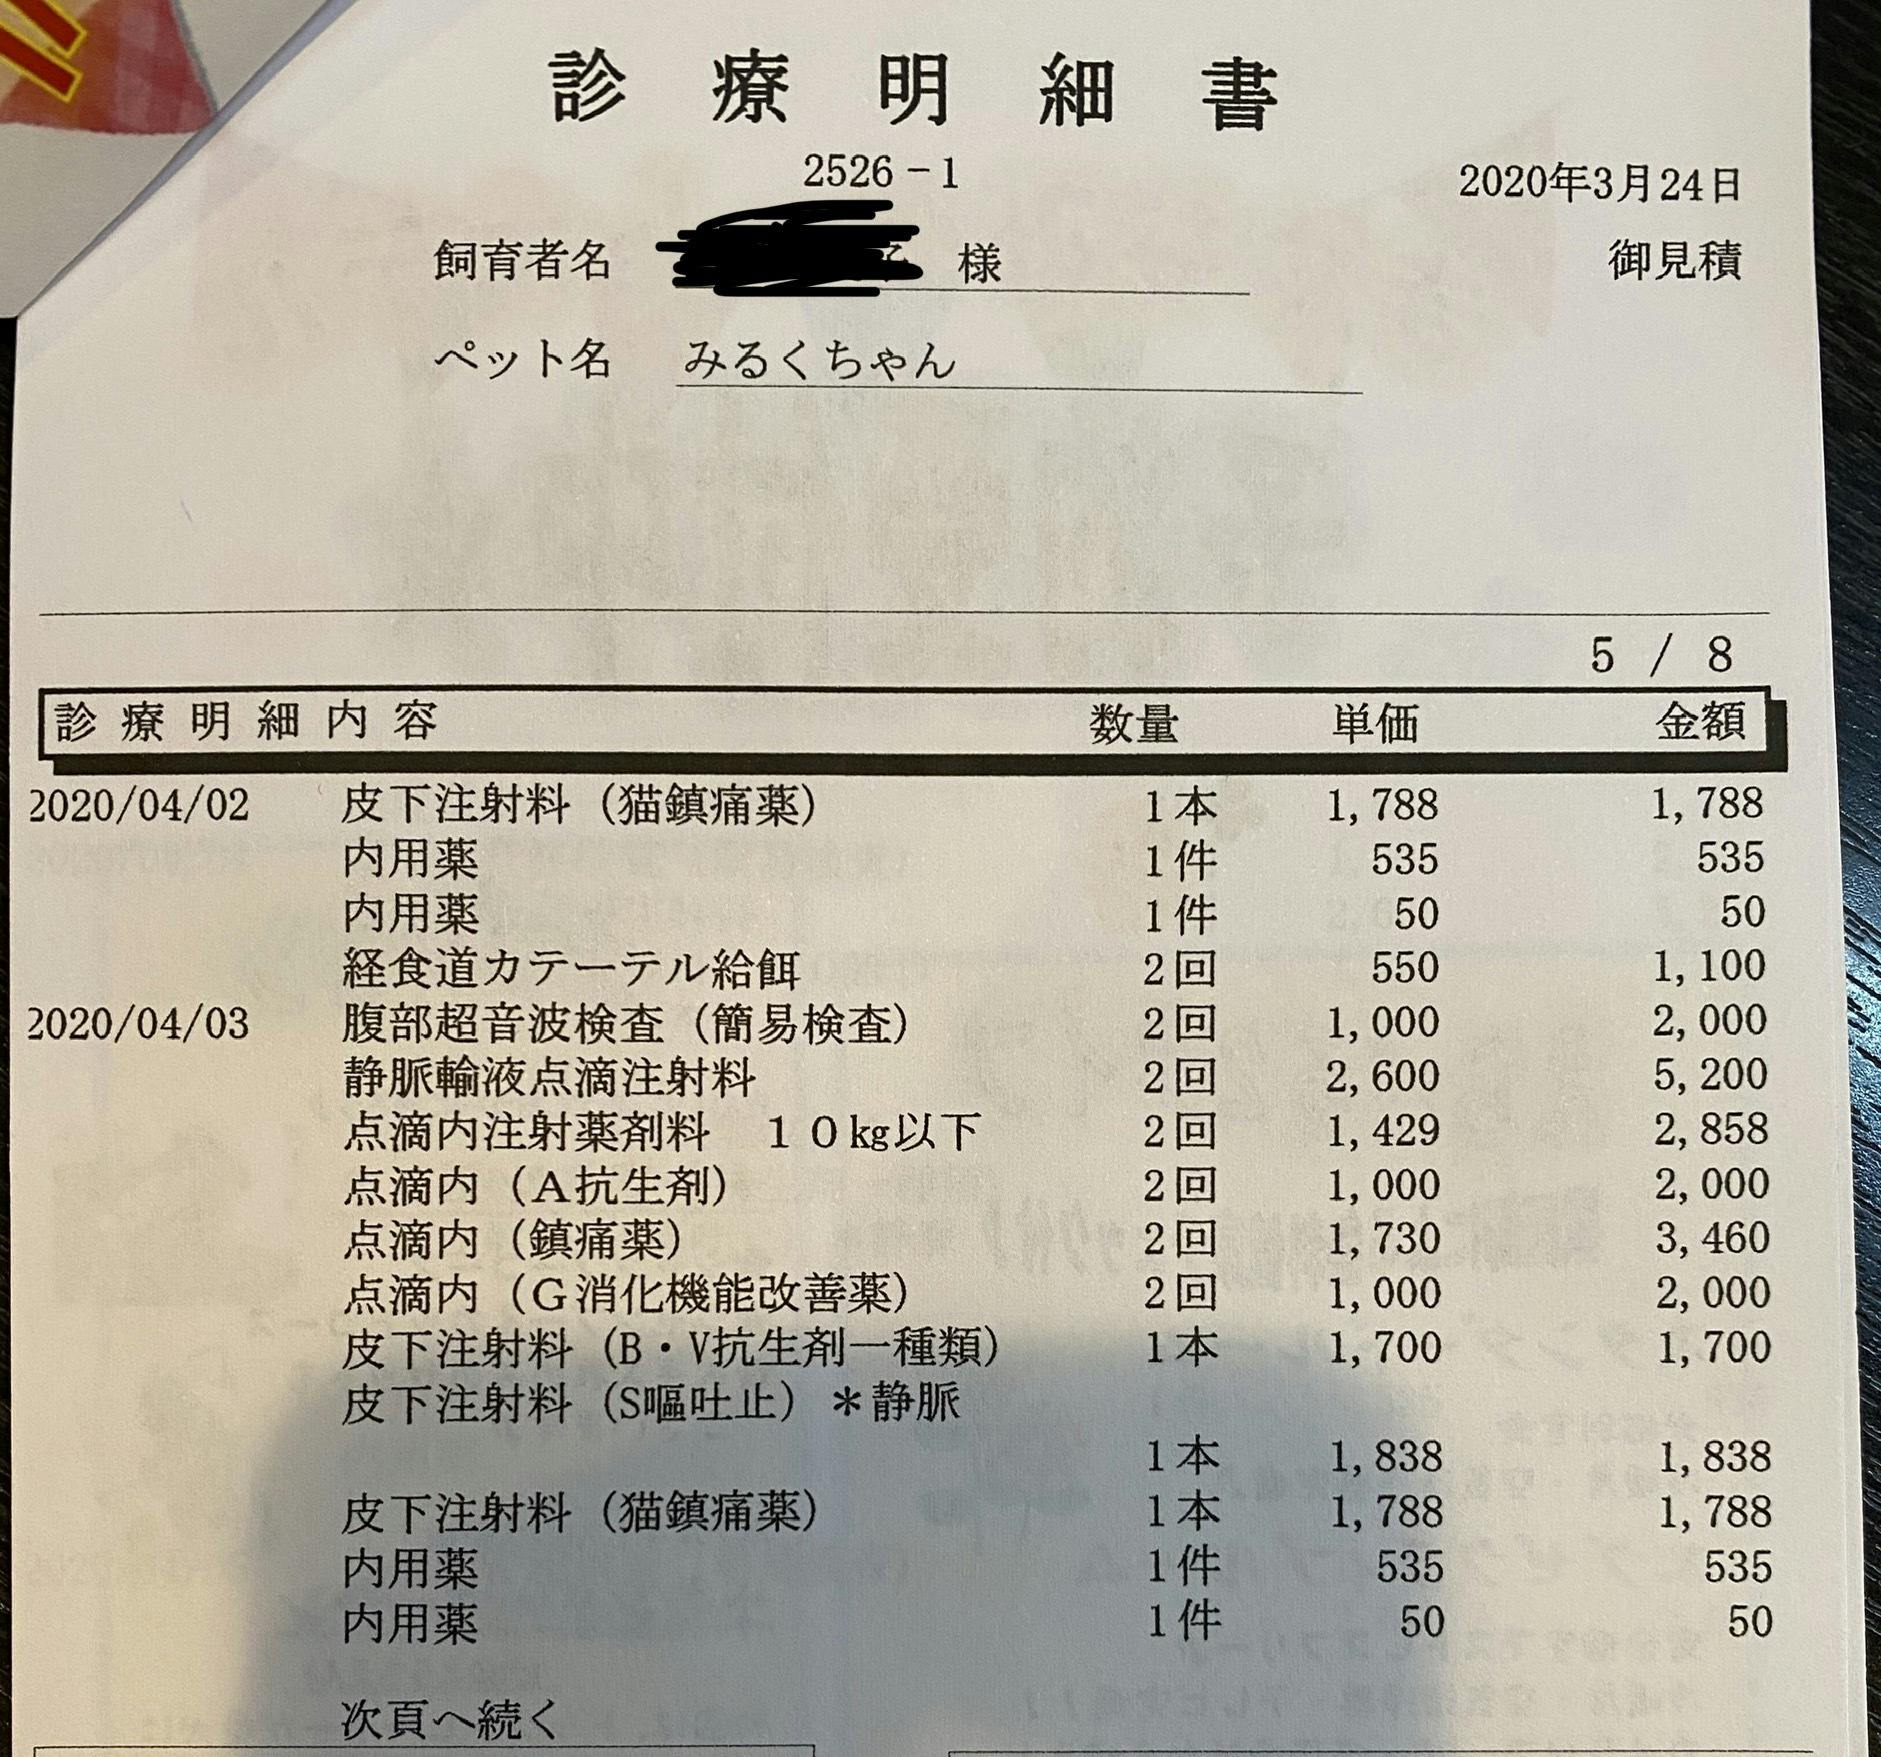 診療明細書
2526－1
2020年3月24日
飼育者名 様
御見積
ペット名 みるくちゃん
5 / 8
診療明細内容 数量 単価 金額
2020/04/02 皮下注射料（猫鎮痛薬） 1本 1,788 1,788
内用薬 1件 535 535
内用薬 1件 50 50
経食道カテーテル給餌 2回 550 1,100
2020/04/03 腹部超音波検査（簡易検査） 2回 1,000 2,000
静脈輸液点滴注射料 2回 2,600 5,200
点滴内注射薬剤料　１０㎏以下 2回 1,429 2,858
点滴内（Ａ抗生剤） 2回 1,000 2,000
点滴内（鎮痛薬） 2回 1,730 3,460
点滴内（Ｇ消化機能改善薬） 2回 1,000 2,000
皮下注射料（B・V抗生剤一種類） 1本 1,700 1,700
皮下注射料（S嘔吐止）＊静脈
1本 1,838 1,838
皮下注射料（猫鎮痛薬） 1本 1,788 1,788
内用薬 1件 535 535
内用薬 1件 50 50
次頁へ続く